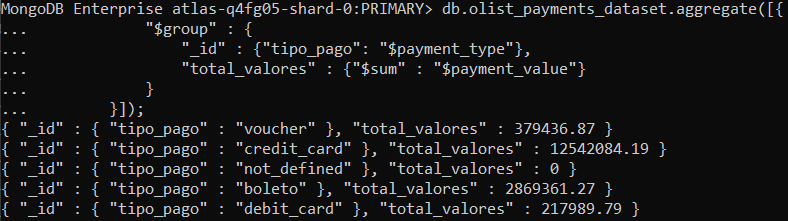 MongoDB Enterprise atlas-q4fg05-shard-0:PRIMARY> db.olist_payments_dataset.aggregate([{
... "$group" : {
... "_id" : {"tipo_pago": "$payment_type"},
... "total_valores" : {"$sum" : "$payment_value"}
... }
... }]);
{ "_id" : { "tipo_pago" : "voucher" }, "total_valores" : 379436.87 }
{ "_id" : { "tipo_pago" : "credit_card" }, "total_valores" : 12542084.19 }
{ "_id" : { "tipo_pago" : "not_defined" }, "total_valores" : 0 }
{ "_id" : { "tipo_pago" : "boleto" }, "total_valores" : 2869361.27 }
{ "_id" : { "tipo_pago" : "debit_card" }, "total_valores" : 217989.79 }